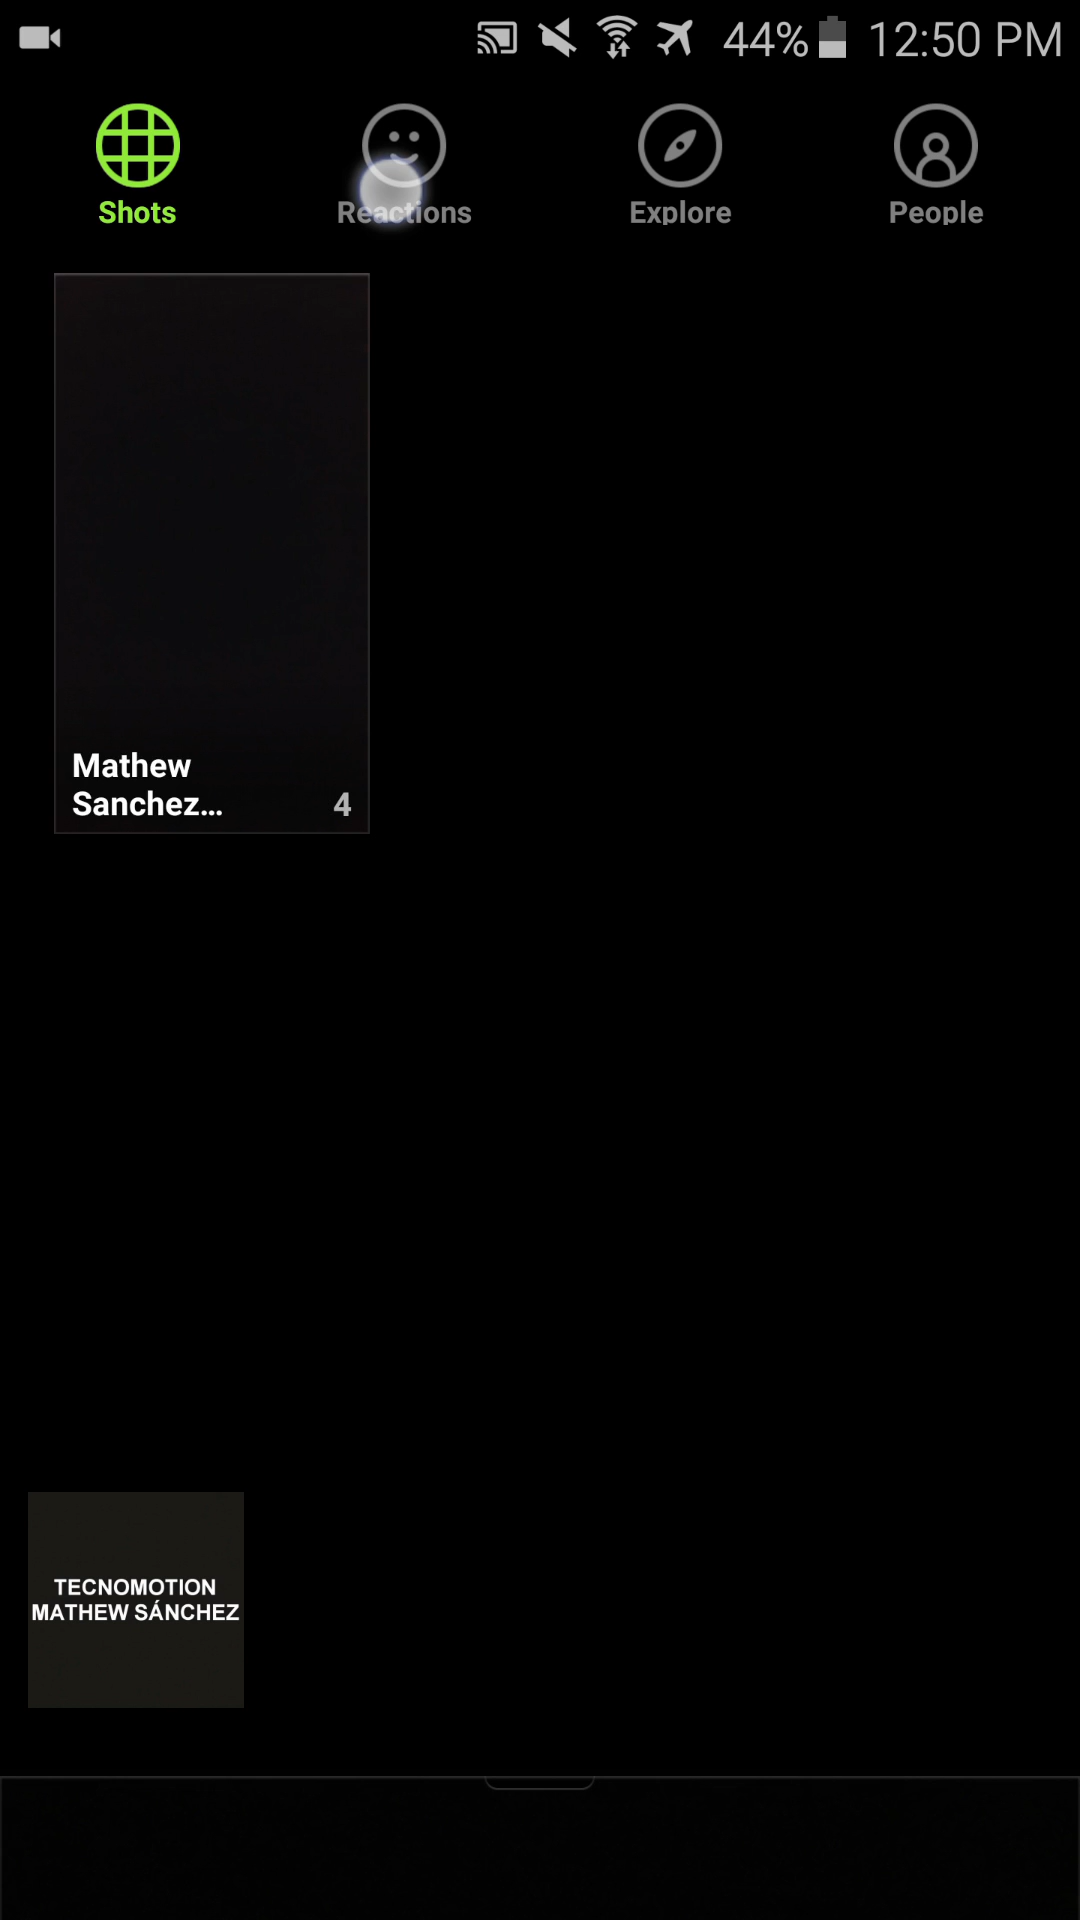 44% 12:50 PM
Shots Reactions Explore People
Mathew
Sanchez... 4
TECNOMOTION
MATHEW SÁNCHEZ